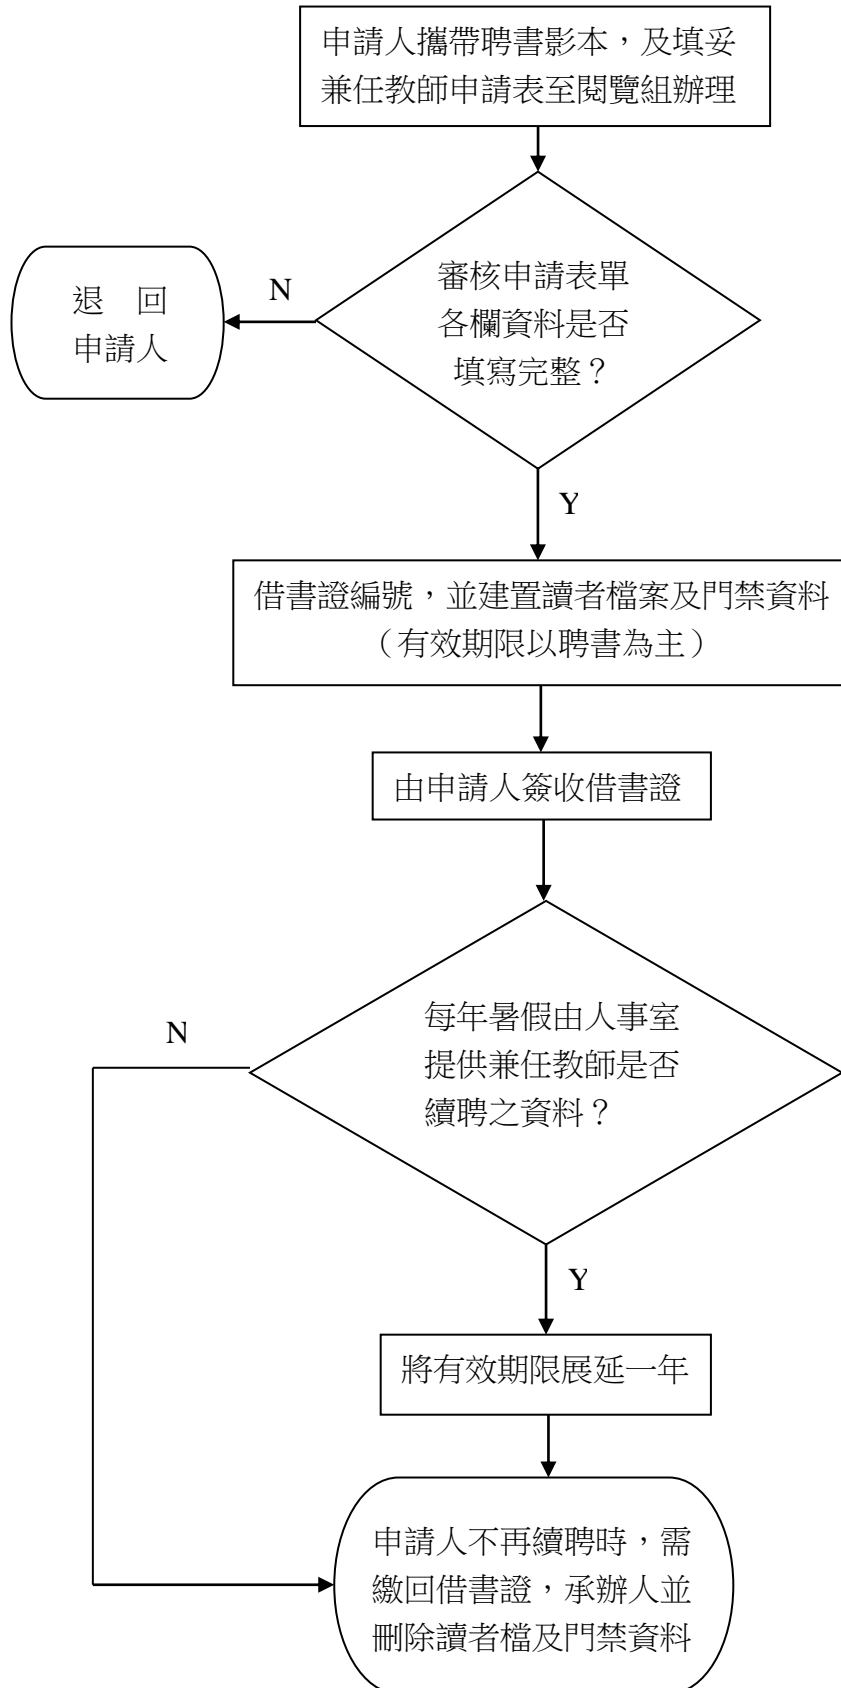 申請人攜帶聘書影本，及填妥
兼任教師申請表至閱覽組辦理
審核申請表單
各欄資料是否
填寫完整？
N
退　回
申請人
Y
借書證編號，並建置讀者檔案及門禁資料
（有效期限以聘書為主）
由申請人簽收借書證
每年暑假由人事室
提供兼任教師是否
續聘之資料？
N
Y
將有效期限展延一年
申請人不再續聘時，需
繳回借書證，承辦人並
刪除讀者檔及門禁資料